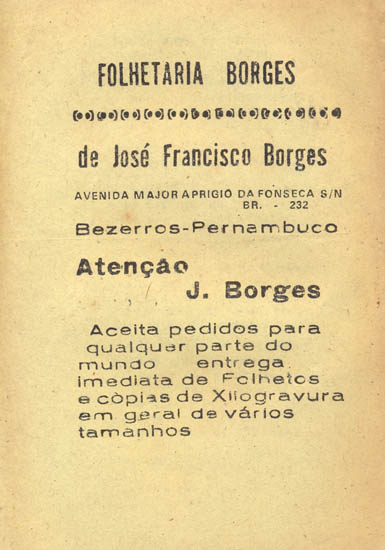 FOLHETARIA BORGES
de José Francisco Borges
AVENIDA MAJOR APRIGIO DA FONSECA S/N
BR. - 232
Bezerros-Pernambuco
Atenção
J. Borges
Aceita pedidos para
qualquer parte do
mundo entrega
imediata de Folhetos
e còpias de Xilogravura
em geral de vários
tamanhos